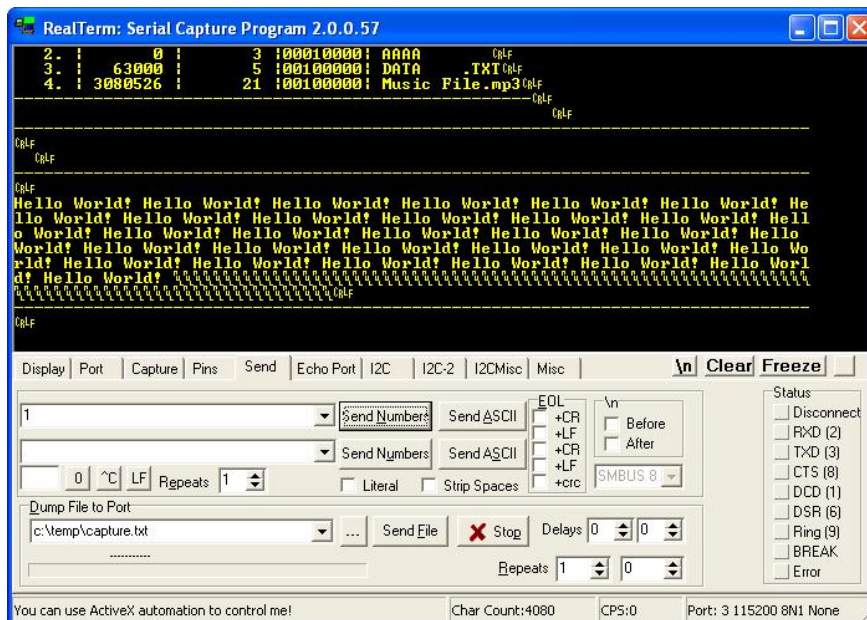 RealTerm: Serial Capture Program 2.0.0.57
2. | 0 | 3 |00010000| AAAA CRLF
3. | 63000 | 5 |00100000| DATA .TXTCRLF
4. | 3080526 | 21 |00100000| Music File.mp3CRLF
CRLF
CRLF
CRLF
CRLF
CRLF
Hello World! Hello World! Hello World! Hello World! Hello World! Hello World! He
llo World! Hello World! Hello World! Hello World! Hello World! Hello World! Hell
o World! Hello World! Hello World! Hello World! Hello World! Hello World! Hello
World! Hello World! Hello World! Hello World! Hello World! Hello World! Hello Wo
rld! Hello World! Hello World! Hello World! Hello World! Hello World! Hello Worl
d! Hello World!
CRLF
CRLF
Display Port Capture Pins Send Echo Port I2C I2C-2 I2CMisc Misc \n Clear Freeze
1 Send Numbers Send ASCII
Send Numbers Send ASCII
0 ^C LF Repeats 1 Literal Strip Spaces
EOL
+CR
+LF
+CR
+LF
+crc
\n
Before
After
SMBUS 8
Dump File to Port
c:\temp\capture.txt ... Send File Stop Delays 0 0
Repeats 1 0
Status
Disconnect
RXD (2)
TXD (3)
CTS (8)
DCD (1)
DSR (6)
Ring (9)
BREAK
Error
You can use ActiveX automation to control me! Char Count:4080 CPS:0 Port: 3 115200 8N1 None